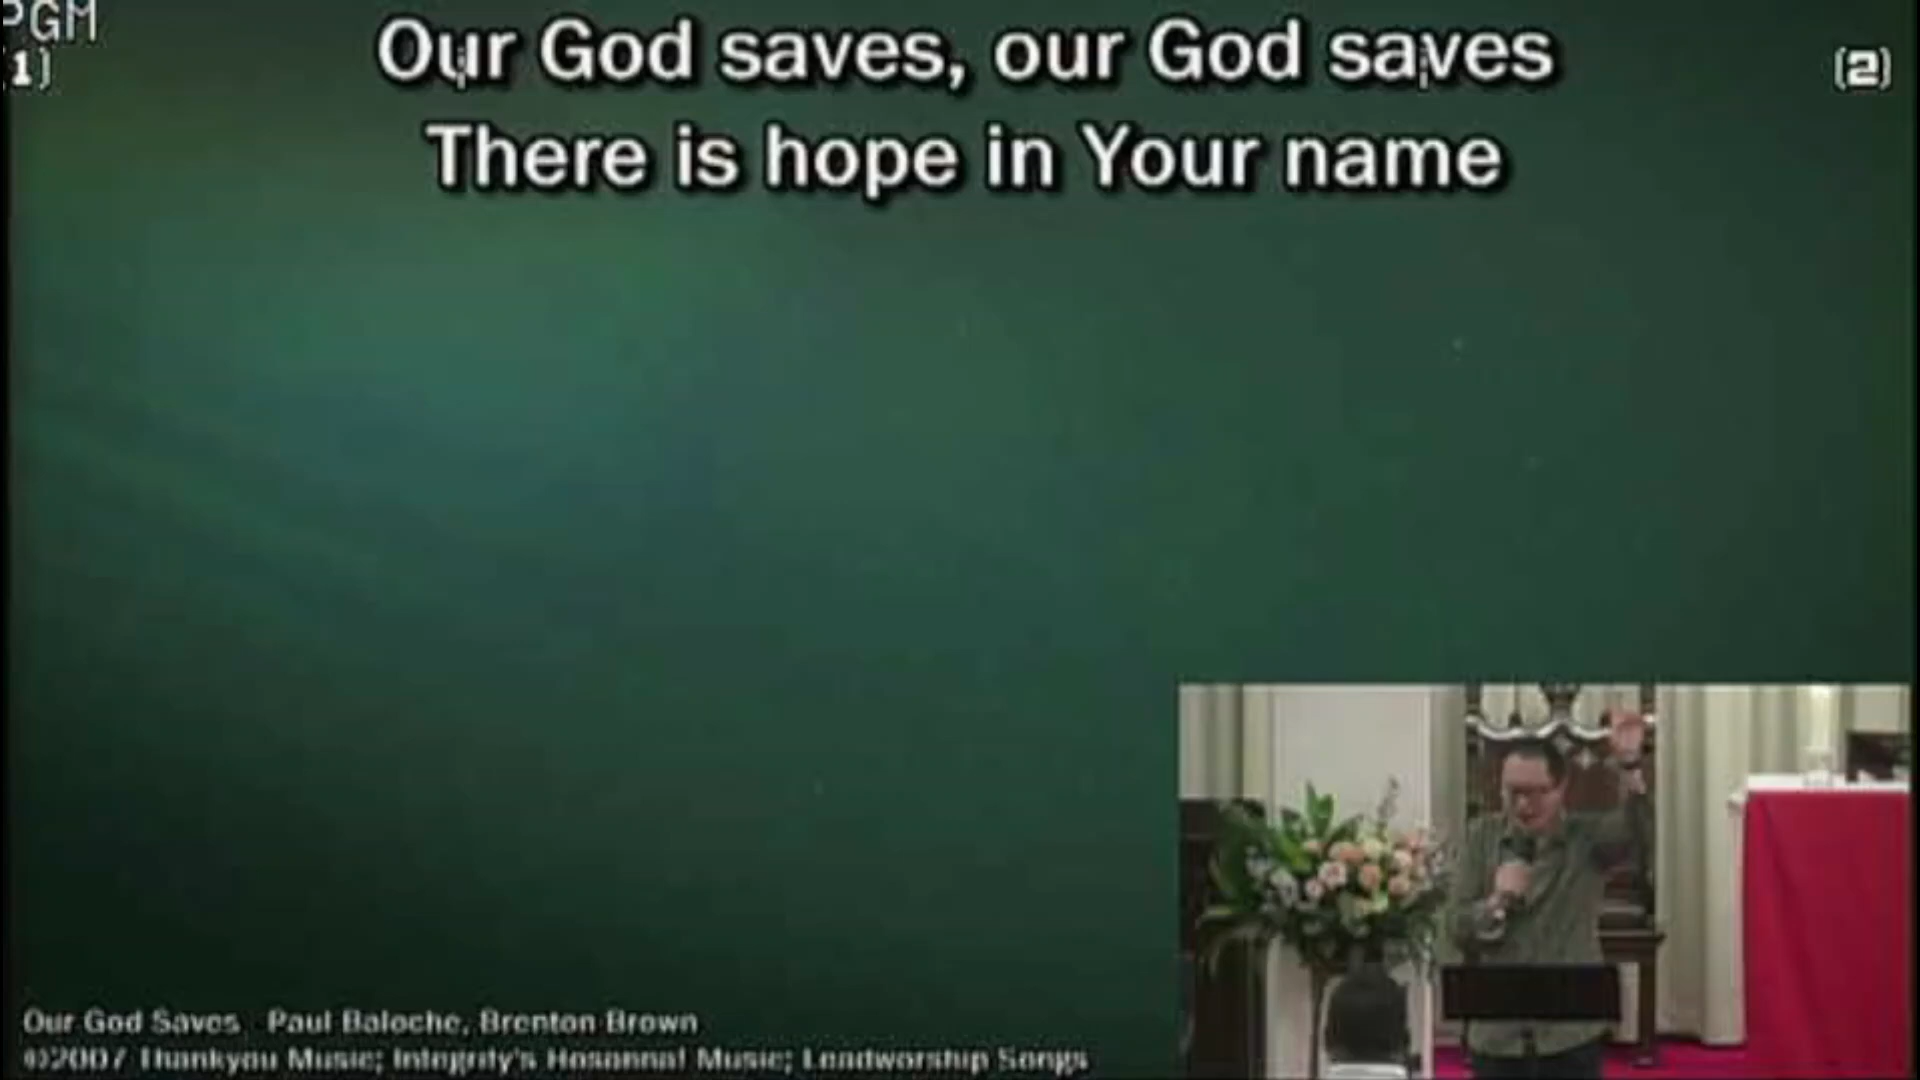 PGM
1)
(2)
Our God saves, our God saves
There is hope in Your name
Our God Saves Paul Baloche, Brenton Brown
©2007 Thankyou Music; Integrity's Hosanna! Music; Leadworship Songs